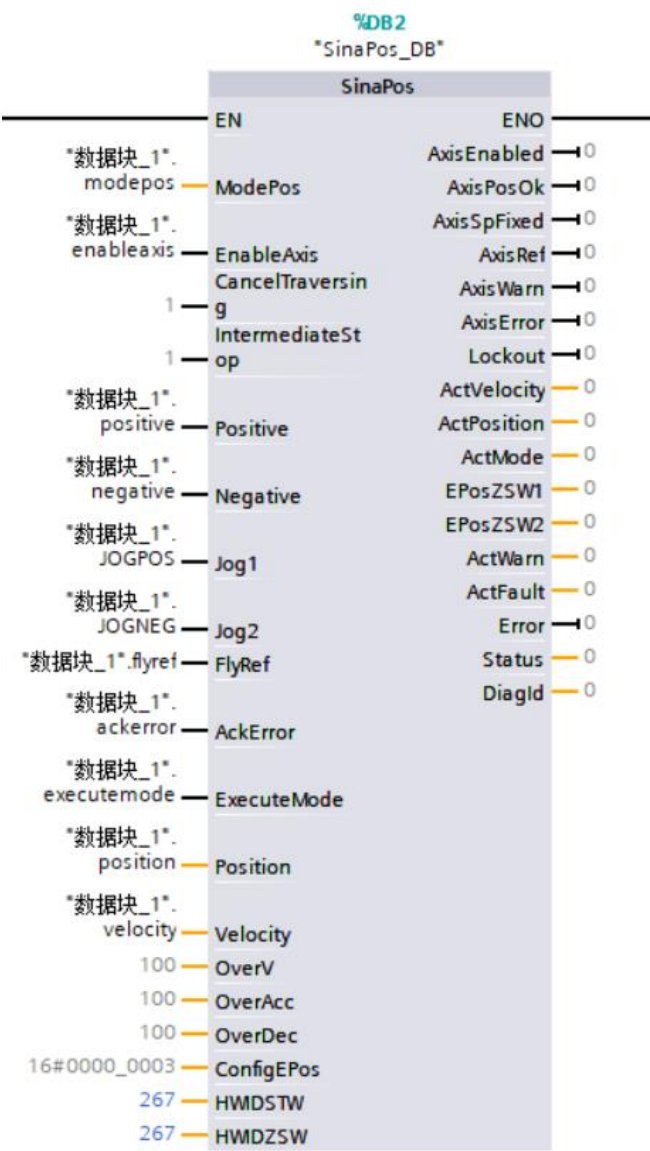 %DB2
"SinaPos_DB"
SinaPos
EN ENO
AxisEnabled 0
"数据块_1".
modepos ModePos AxisPosOk 0
"数据块_1". AxisSpFixed 0
enableaxis EnableAxis AxisRef 0
CancelTraversin
AxisWarn 0
1 g
AxisError 0
IntermediateSt
1 op Lockout 0
ActVelocity 0
"数据块_1".
positive Positive ActPosition 0
"数据块_1". ActMode 0
negative Negative EPosZSW1 0
EPosZSW2 0
"数据块_1".
JOGPOS Jog1 ActWarn 0
"数据块_1". ActFault 0
JOGNEG Jog2 Error 0
"数据块_1".flyref FlyRef Status 0
"数据块_1". DiagId 0
ackerror AckError
"数据块_1".
executemode ExecuteMode
"数据块_1".
position Position
"数据块_1".
velocity Velocity
100 OverV
100 OverAcc
100 OverDec
16#0000_0003 ConfigEPos
267 HWIDSTW
267 HWIDZSW